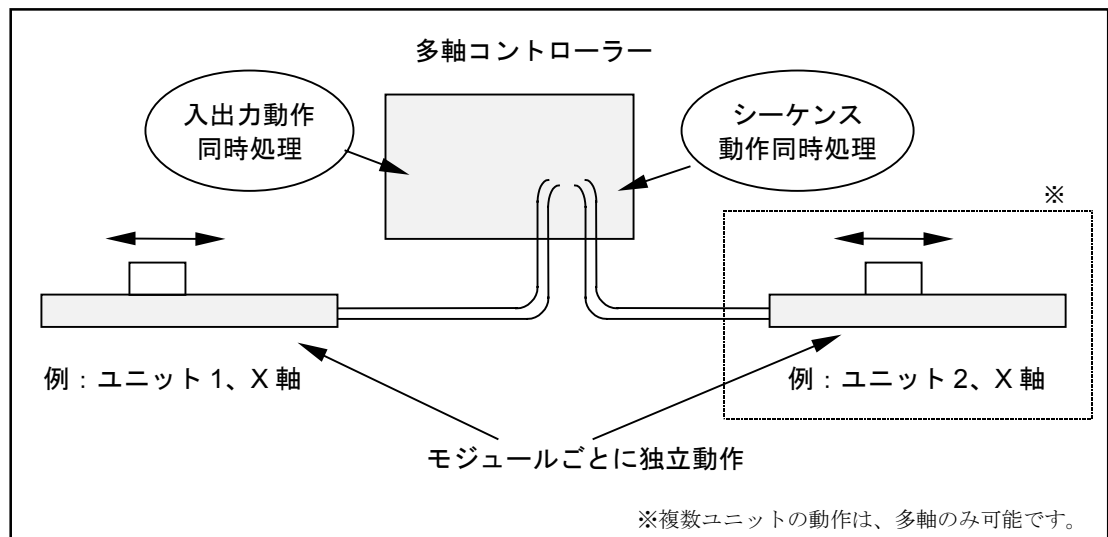 多軸コントローラー
入出力動作
同時処理
シーケンス
動作同時処理
※
例：ユニット 1、X 軸
例：ユニット 2、X 軸
モジュールごとに独立動作
※複数ユニットの動作は、多軸のみ可能です。